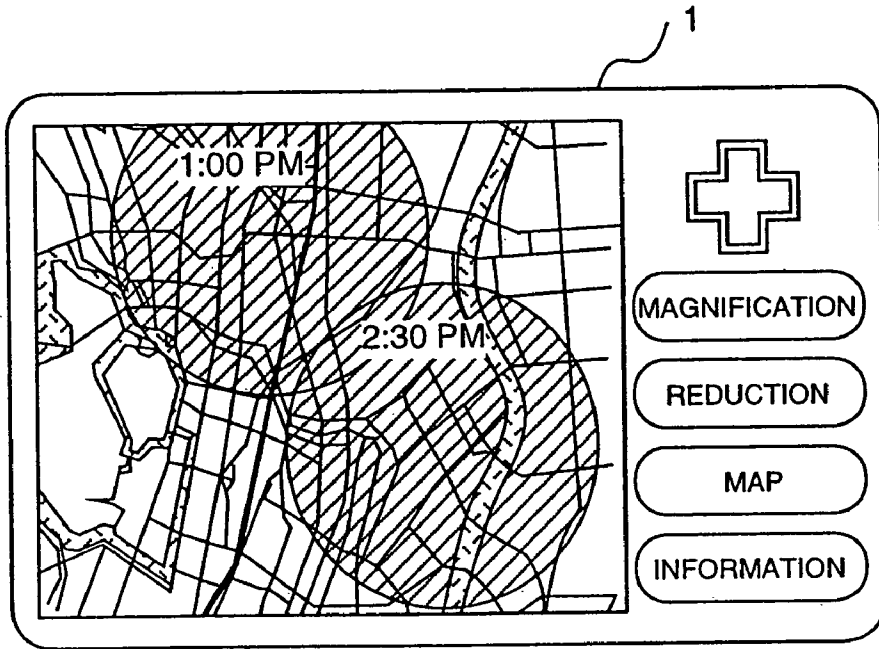 1
1:00 PM
2:30 PM
MAGNIFICATION
REDUCTION
MAP
INFORMATION